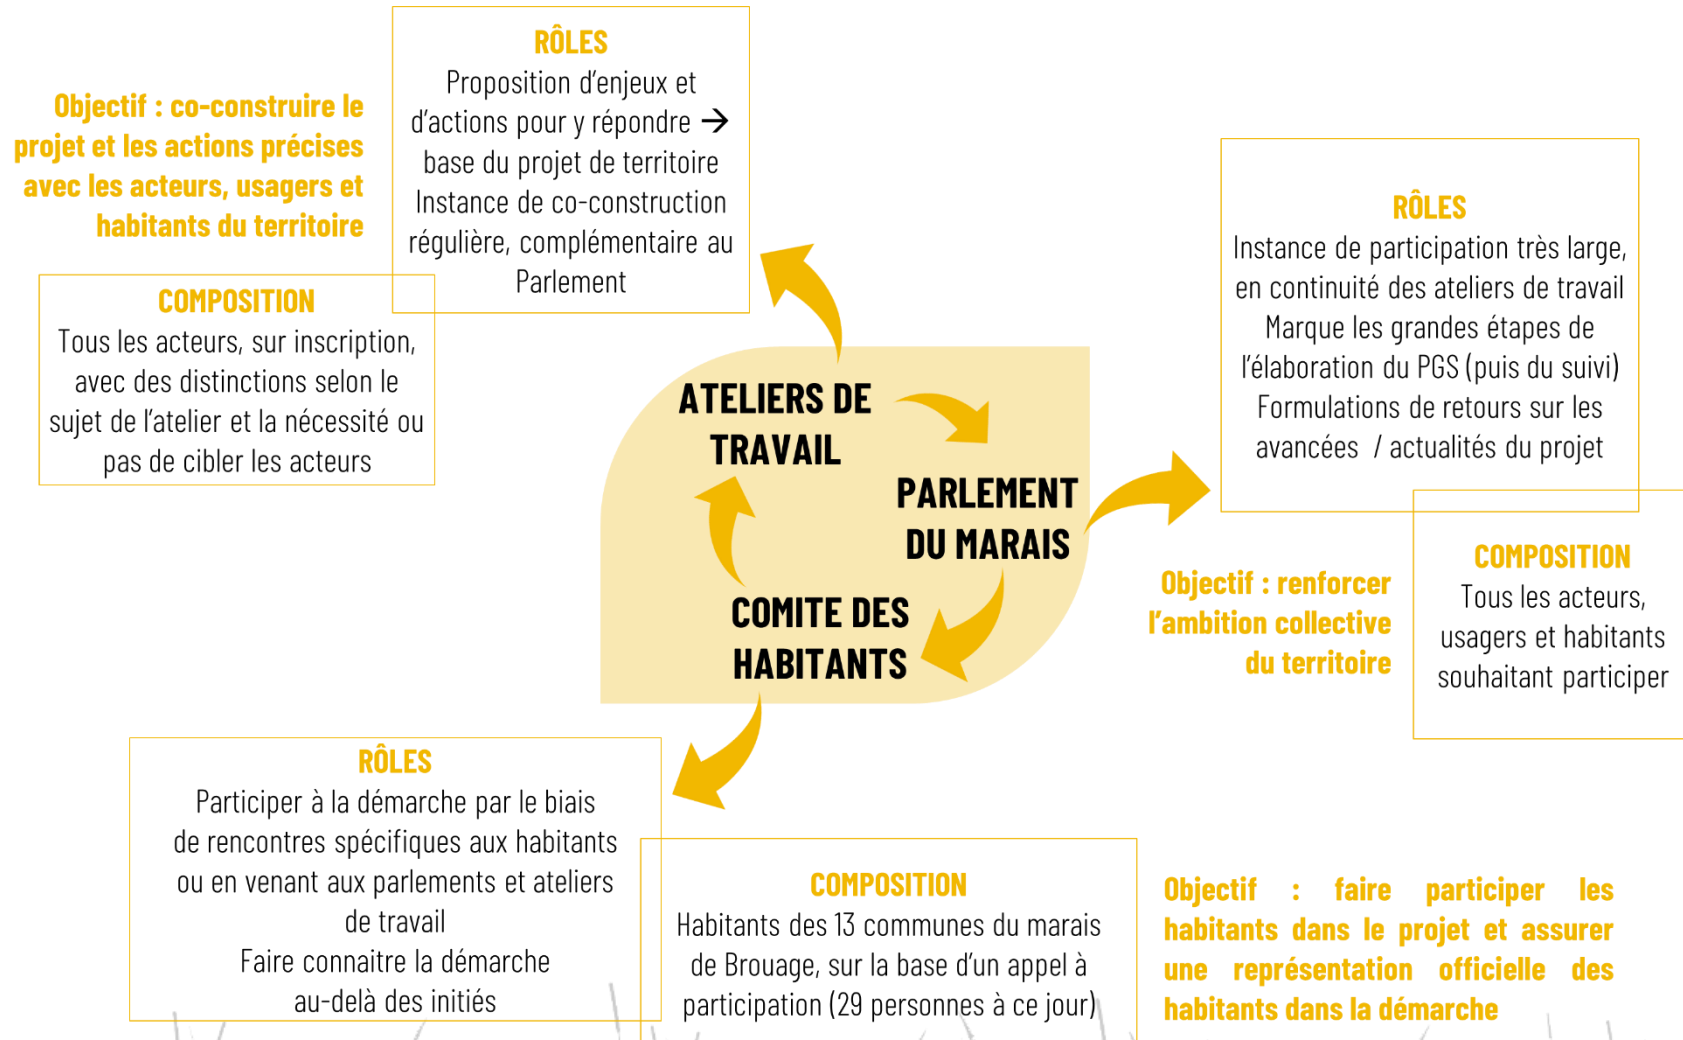 Objectif : co-construire le
projet et les actions précises
avec les acteurs, usagers et
habitants du territoire
RÔLES
Proposition d'enjeux et
d'actions pour y répondre →
base du projet de territoire
Instance de co-construction
régulière, complémentaire au
Parlement
COMPOSITION
Tous les acteurs, sur inscription,
avec des distinctions selon le
sujet de l'atelier et la nécessité ou
pas de cibler les acteurs
ATELIERS DE
TRAVAIL
PARLEMENT
DU MARAIS
COMITE DES
HABITANTS
RÔLES
Instance de participation très large,
en continuité des ateliers de travail
Marque les grandes étapes de
l'élaboration du PGS (puis du suivi)
Formulations de retours sur les
avancées / actualités du projet
Objectif : renforcer
l'ambition collective
du territoire
COMPOSITION
Tous les acteurs,
usagers et habitants
souhaitant participer
RÔLES
Participer à la démarche par le biais
de rencontres spécifiques aux habitants
ou en venant aux parlements et ateliers
de travail
Faire connaitre la démarche
au-delà des initiés
COMPOSITION
Habitants des 13 communes du marais
de Brouage, sur la base d'un appel à
participation (29 personnes à ce jour)
Objectif : faire participer les
habitants dans le projet et assurer
une représentation officielle des
habitants dans la démarche